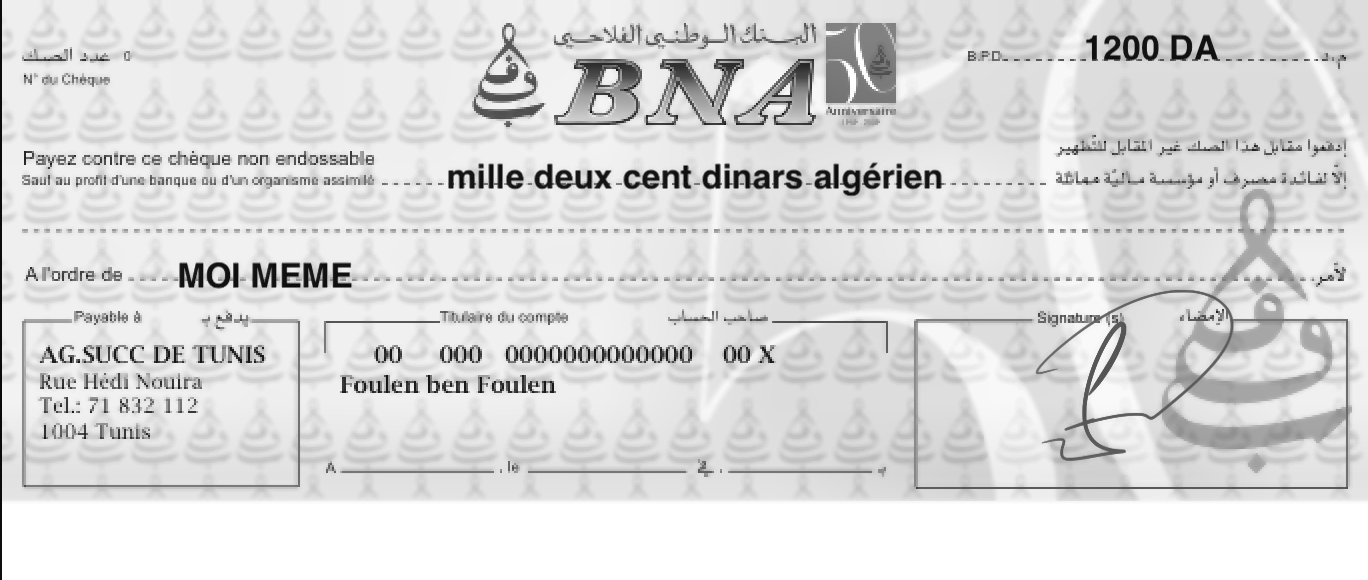 البنك الوطني الفلاحي
عدد الصك 0
N° du Chèque
BNA
Anniversaire
B.P.D 1200 DA م.د
Payez contre ce chèque non endossable
Sauf au profit d'une banque ou d'un organisme assimilé
mille deux cent dinars algérien
إدفعوا مقابل هذا الصك غير القابل للتظهير
إلّا لفائدة مصرف أو مؤسسة ماليّة مماثلة
A l'ordre de MOI MEME لأمر
Payable à يدفع بـ
AG.SUCC DE TUNIS
Rue Hédi Nouira
Tel.: 71 832 112
1004 Tunis
Titulaire du compte صاحب الحساب
00 000 0000000000000 00 X
Foulen ben Foulen
A , le في , بـ
Signature (s) الإمضاء